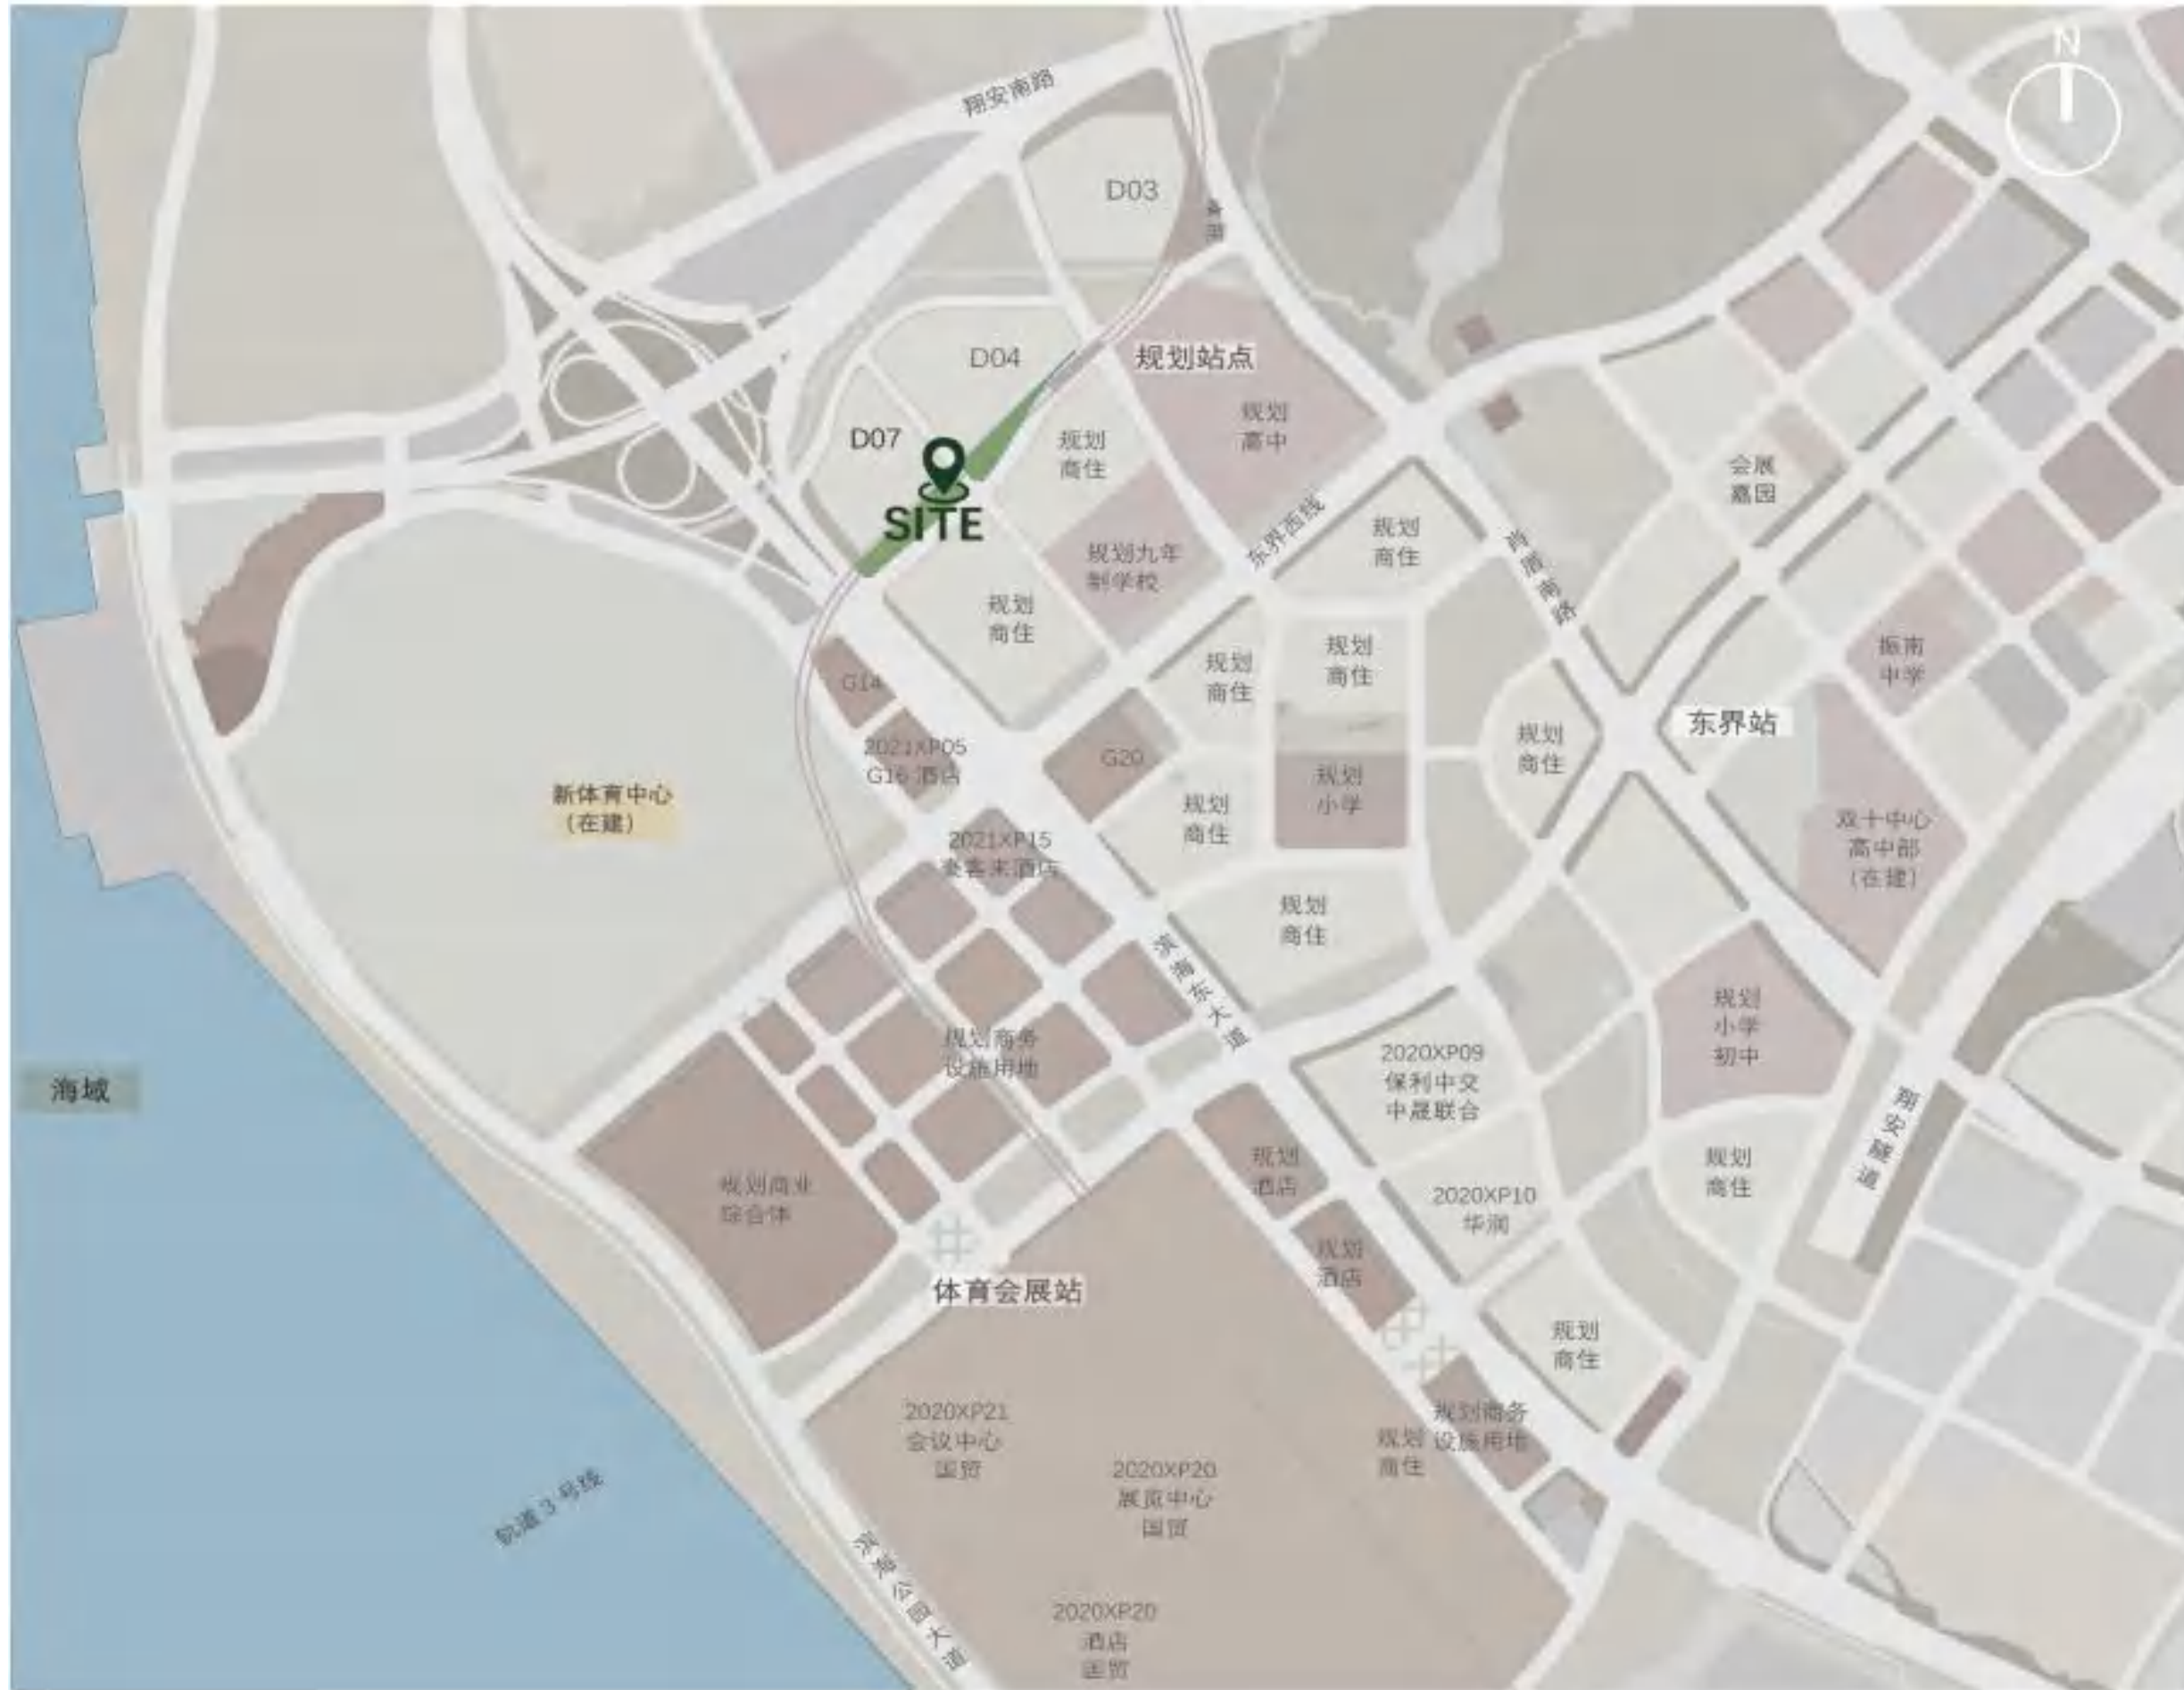 N
翔安南路
D03
D04
规划站点
D07
规划
高中
规划
商住
SITE
会展
嘉园
东界西线
规划
商住
规划九年
制学校
规划
商住
南路
规划
商住
规划
商住
振南
中学
G14
东界站
规划
商住
2021XP05
G16 酒店
G20
规划
小学
规划
商住
新体育中心
（在建）
双十中心
高中部
（在建）
2021XP15
麦客来酒店
规划
商住
滨海东大道
规划
小学
初中
规划商务
设施用地
2020XP09
保利中交
中晟联合
海域
翔安隧道
规划商业
综合体
规划
酒店
2020XP10
华润
规划
商住
规划
酒店
体育会展站
规划
商住
2020XP21
会议中心
国贸
规划商务
设施用地
规划
商住
2020XP20
展览中心
国贸
轨道 3 号线
公园大道
2020XP20
酒店
国贸